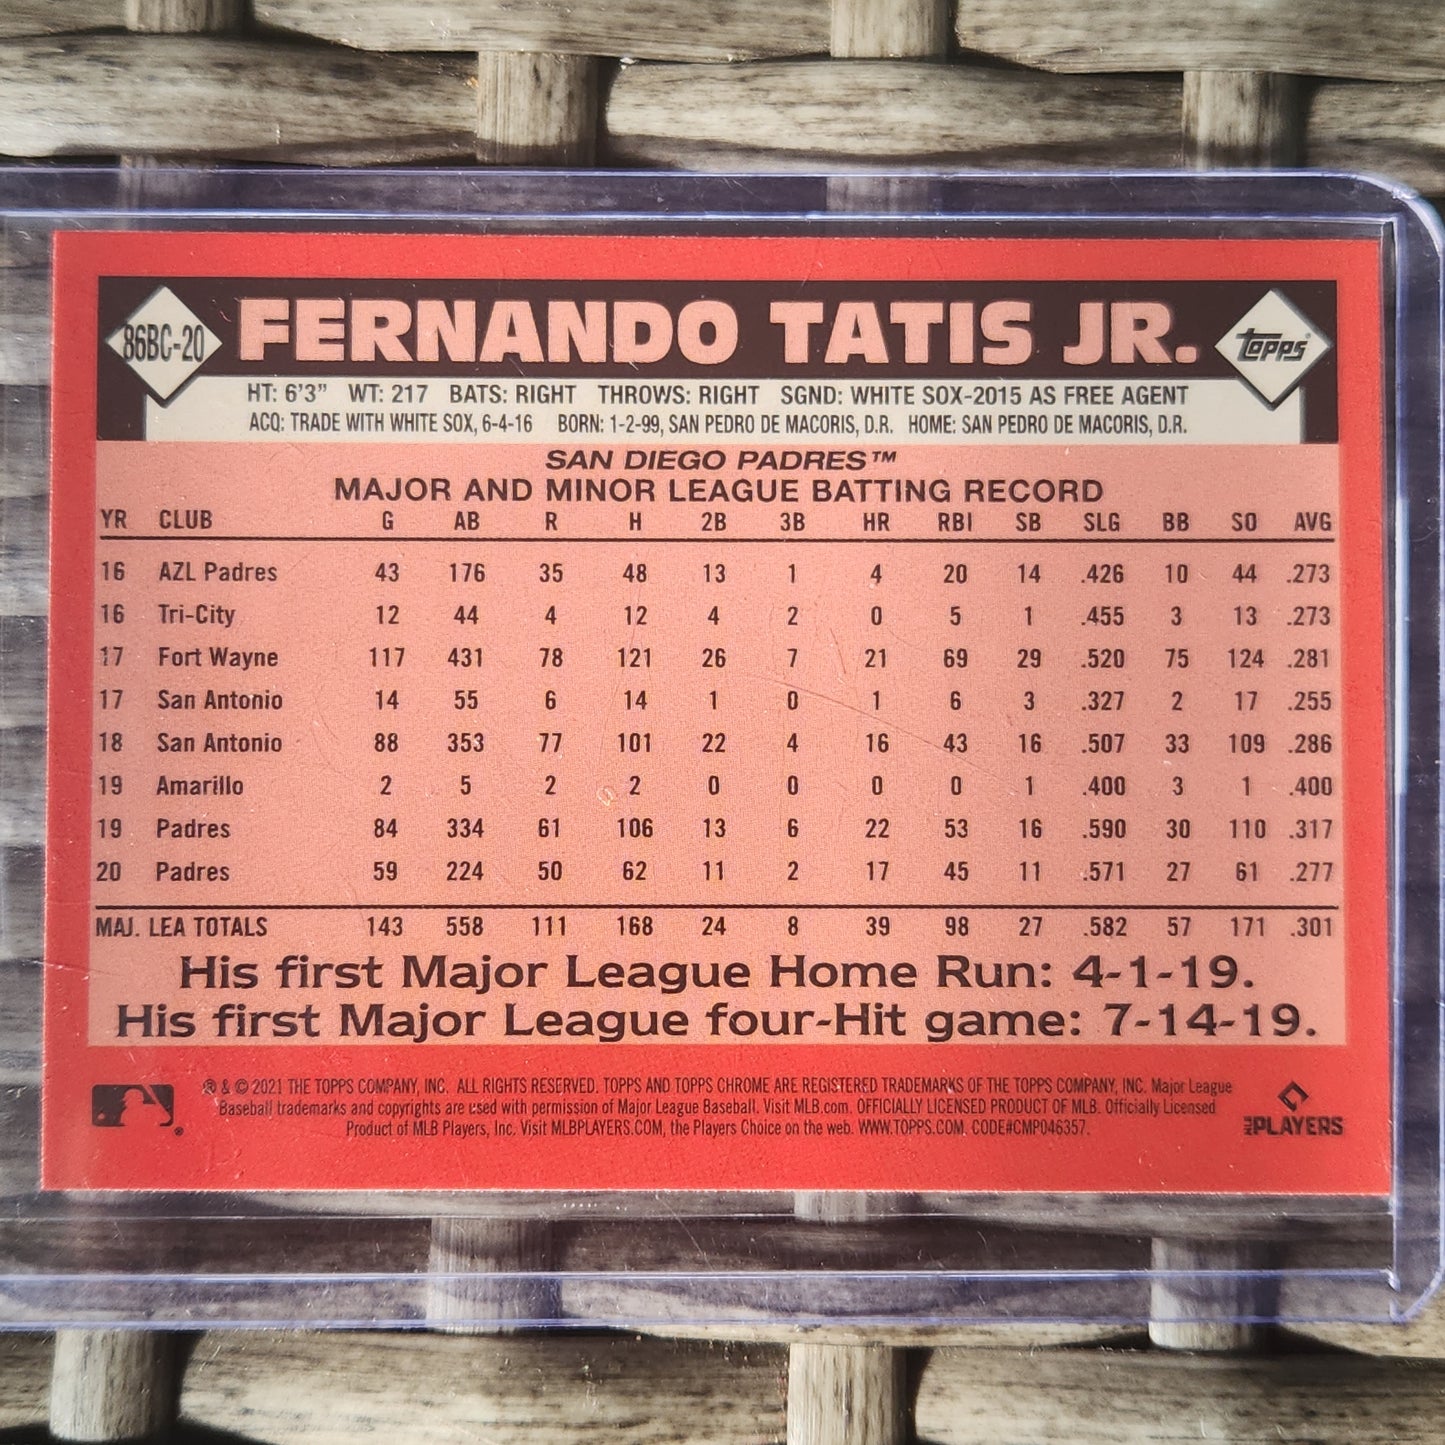 86BC-20 FERNANDO TATIS JR. Topps®
HT: 6'3" WT: 217 BATS: RIGHT THROWS: RIGHT SGND: WHITE SOX-2015 AS FREE AGENT
ACQ: TRADE WITH WHITE SOX, 6-4-16 BORN: 1-2-99, SAN PEDRO DE MACORIS, D.R. HOME: SAN PEDRO DE MACORIS, D.R.
SAN DIEGO PADRES™
MAJOR AND MINOR LEAGUE BATTING RECORD
YR CLUB G AB R H 2B 3B HR RBI SB SLG BB SO AVG
16 AZL Padres 43 176 35 48 13 1 4 20 14 .426 10 44 .273
16 Tri-City 12 44 4 12 4 2 0 5 1 .455 3 13 .273
17 Fort Wayne 117 431 78 121 26 7 21 69 29 .520 75 124 .281
17 San Antonio 14 55 6 14 1 0 1 6 3 .327 2 17 .255
18 San Antonio 88 353 77 101 22 4 16 43 16 .507 33 109 .286
19 Amarillo 2 5 2 2 0 0 0 0 1 .400 3 1 .400
19 Padres 84 334 61 106 13 6 22 53 16 .590 30 110 .317
20 Padres 59 224 50 62 11 2 17 45 11 .571 27 61 .277
MAJ. LEA TOTALS 143 558 111 168 24 8 39 98 27 .582 57 171 .301
His first Major League Home Run: 4-1-19.
His first Major League four-Hit game: 7-14-19.
® & © 2021 THE TOPPS COMPANY, INC. ALL RIGHTS RESERVED. TOPPS AND TOPPS CHROME ARE REGISTERED TRADEMARKS OF THE TOPPS COMPANY, INC. Major League
Baseball trademarks and copyrights are used with permission of Major League Baseball. Visit MLB.com. OFFICIALLY LICENSED PRODUCT OF MLB. Officially Licensed
Product of MLB Players, Inc. Visit MLBPLAYERS.COM, the Players Choice on the web. WWW.TOPPS.COM. CODE#CMP046357.
MLB PLAYERS